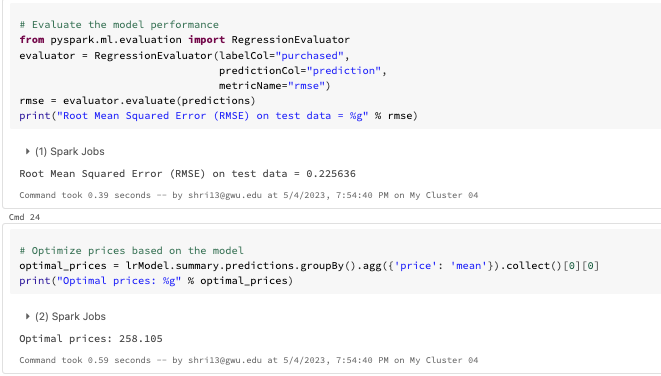 # Evaluate the model performance
from pyspark.ml.evaluation import RegressionEvaluator
evaluator = RegressionEvaluator(labelCol="purchased",
predictionCol="prediction",
metricName="rmse")
rmse = evaluator.evaluate(predictions)
print("Root Mean Squared Error (RMSE) on test data = %g" % rmse)
(1) Spark Jobs
Root Mean Squared Error (RMSE) on test data = 0.225636
Command took 0.39 seconds -- by shri13@gwu.edu at 5/4/2023, 7:54:40 PM on My Cluster 04
Cmd 24
# Optimize prices based on the model
optimal_prices = lrModel.summary.predictions.groupBy().agg({'price': 'mean'}).collect()[0][0]
print("Optimal prices: %g" % optimal_prices)
(2) Spark Jobs
Optimal prices: 258.105
Command took 0.59 seconds -- by shri13@gwu.edu at 5/4/2023, 7:54:40 PM on My Cluster 04